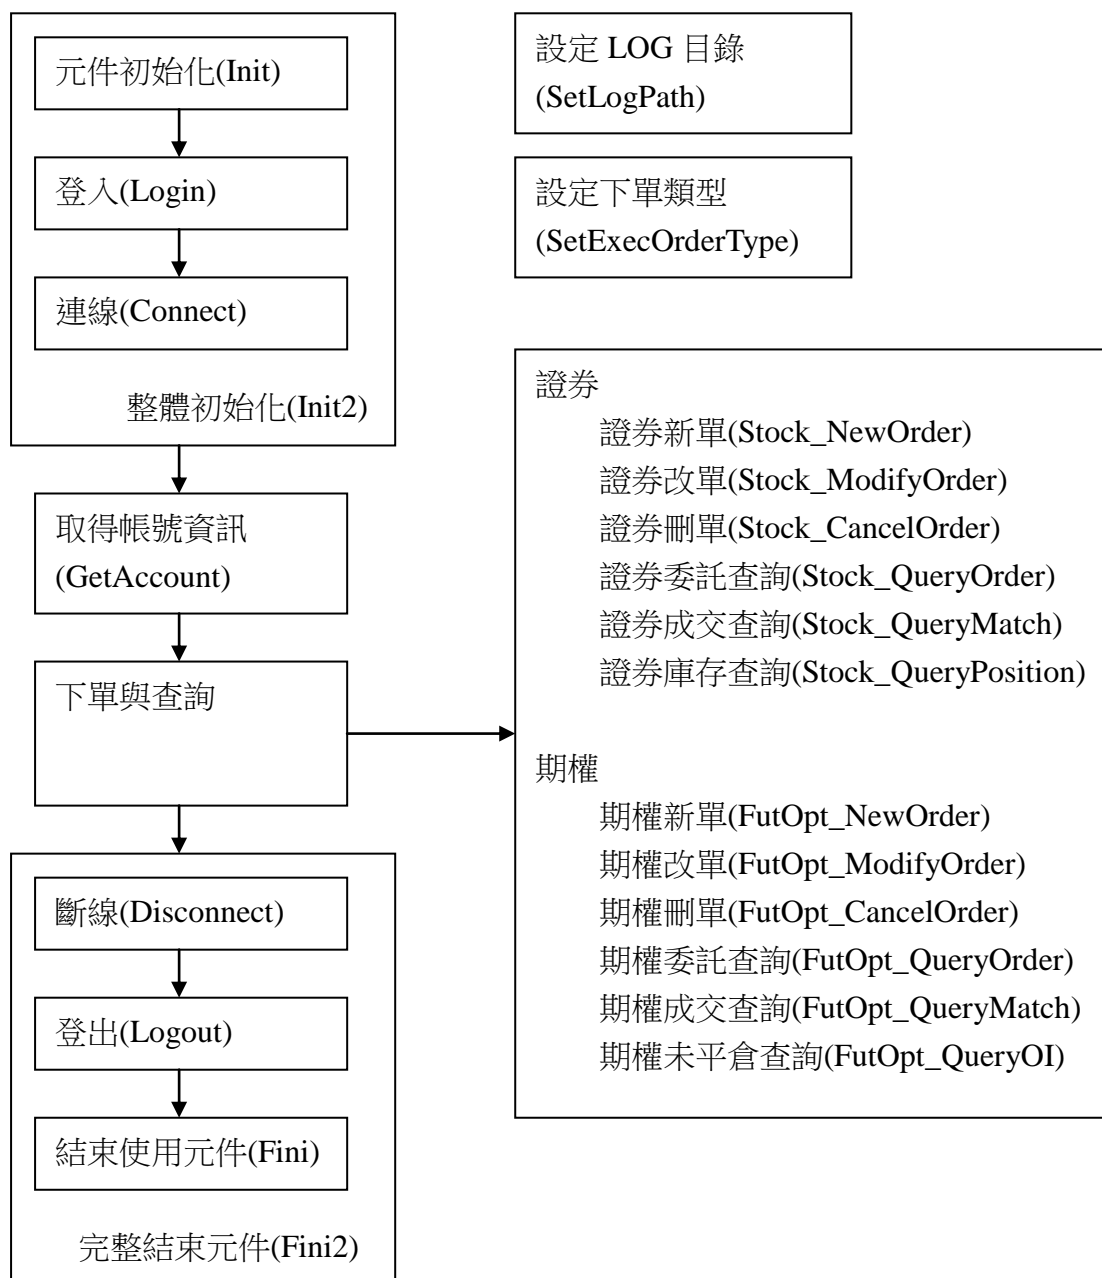 元件初始化(Init)
登入(Login)
連線(Connect)
整體初始化(Init2)
取得帳號資訊
(GetAccount)
下單與查詢
斷線(Disconnect)
登出(Logout)
結束使用元件(Fini)
完整結束元件(Fini2)
設定 LOG 目錄
(SetLogPath)
設定下單類型
(SetExecOrderType)
證券
證券新單(Stock_NewOrder)
證券改單(Stock_ModifyOrder)
證券刪單(Stock_CancelOrder)
證券委託查詢(Stock_QueryOrder)
證券成交查詢(Stock_QueryMatch)
證券庫存查詢(Stock_QueryPosition)
期權
期權新單(FutOpt_NewOrder)
期權改單(FutOpt_ModifyOrder)
期權刪單(FutOpt_CancelOrder)
期權委託查詢(FutOpt_QueryOrder)
期權成交查詢(FutOpt_QueryMatch)
期權未平倉查詢(FutOpt_QueryOI)